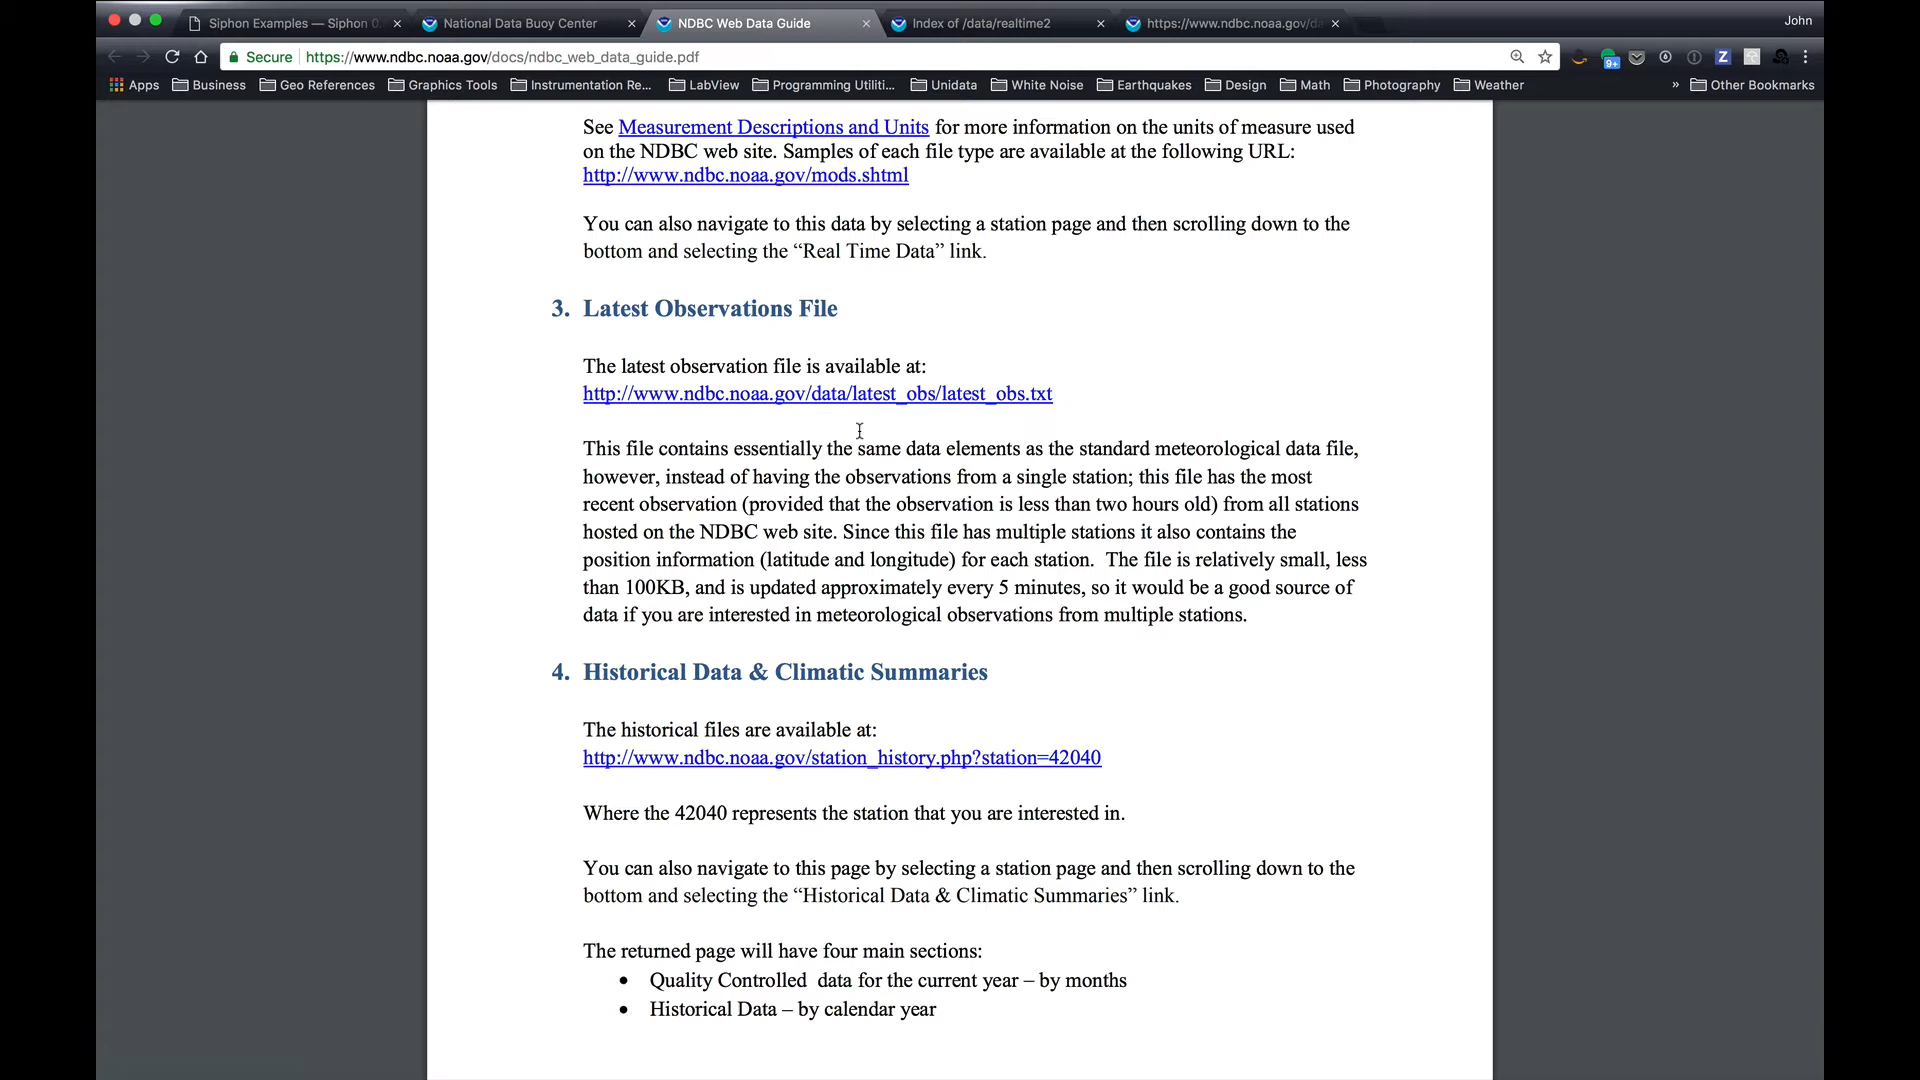 Siphon Examples — Siphon 0.
National Data Buoy Center
NDBC Web Data Guide
Index of /data/realtime2
https://www.ndbc.noaa.gov/da
John
Secure
https://www.ndbc.noaa.gov/docs/ndbc_web_data_guide.pdf
9+
Z
Apps
Business
Geo References
Graphics Tools
Instrumentation Re...
LabView
Programming Utiliti...
Unidata
White Noise
Earthquakes
Design
Math
Photography
Weather
»
Other Bookmarks
See Measurement Descriptions and Units for more information on the units of measure used
on the NDBC web site. Samples of each file type are available at the following URL:
http://www.ndbc.noaa.gov/mods.shtml
You can also navigate to this data by selecting a station page and then scrolling down to the
bottom and selecting the “Real Time Data” link.
3. Latest Observations File
The latest observation file is available at:
http://www.ndbc.noaa.gov/data/latest_obs/latest_obs.txt
This file contains essentially the same data elements as the standard meteorological data file,
however, instead of having the observations from a single station; this file has the most
recent observation (provided that the observation is less than two hours old) from all stations
hosted on the NDBC web site. Since this file has multiple stations it also contains the
position information (latitude and longitude) for each station. The file is relatively small, less
than 100KB, and is updated approximately every 5 minutes, so it would be a good source of
data if you are interested in meteorological observations from multiple stations.
4. Historical Data & Climatic Summaries
The historical files are available at:
http://www.ndbc.noaa.gov/station_history.php?station=42040
Where the 42040 represents the station that you are interested in.
You can also navigate to this page by selecting a station page and then scrolling down to the
bottom and selecting the “Historical Data & Climatic Summaries” link.
The returned page will have four main sections:
• Quality Controlled data for the current year – by months
• Historical Data – by calendar year